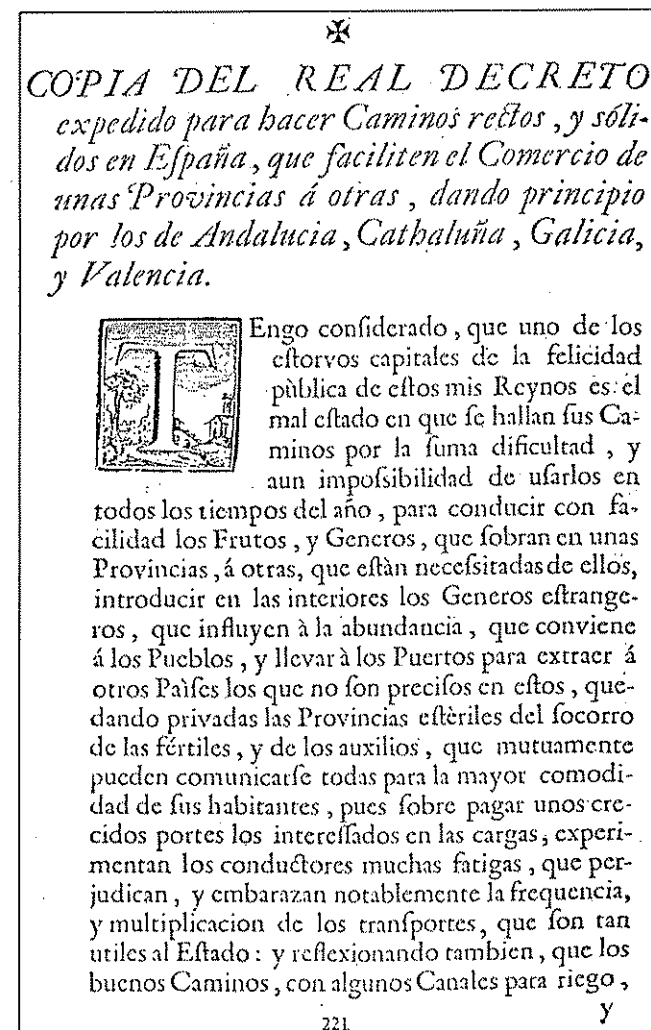 ✠
COPIA DEL REAL DECRETO
expedido para hacer Caminos rectos, y sóli-
dos en Eſpaña, que faciliten el Comercio de
unas Provincias á otras, dando principio
por los de Andalucia, Cathaluña, Galicia,
y Valencia.
TEngo conſiderado, que uno de los
eſtorvos capitales de la felicidad
pùblica de eſtos mis Reynos es el
mal eſtado en que ſe hallan ſus Ca-
minos por la ſuma dificultad, y
aun impoſsibilidad de uſarlos en
todos los tiempos del año, para conducir con fa-
cilidad los Frutos, y Generos, que ſobran en unas
Provincias, á otras, que eſtàn neceſsitadas de ellos,
introducir en las interiores los Generos eſtrange-
ros, que influyen à la abundancia, que conviene
á los Pueblos, y llevar à los Puertos para extraer á
otros Paìſes los que no ſon preciſos en eſtos, que-
dando privadas las Provincias eſtèriles del ſocorro
de las fértiles, y de los auxilios, que mutuamente
pueden comunicarſe todas para la mayor comodi-
dad de ſus habitantes, pues ſobre pagar unos cre-
cidos portes los intereſſados en las cargas, experi-
mentan los conductores muchas fatigas, que per-
judican, y embarazan notablemente la frequencia,
y multiplicacion de los tranſportes, que ſon tan
utiles al Eſtado: y reflexionando tambien, que los
buenos Caminos, con algunos Canales para riego,
y
221